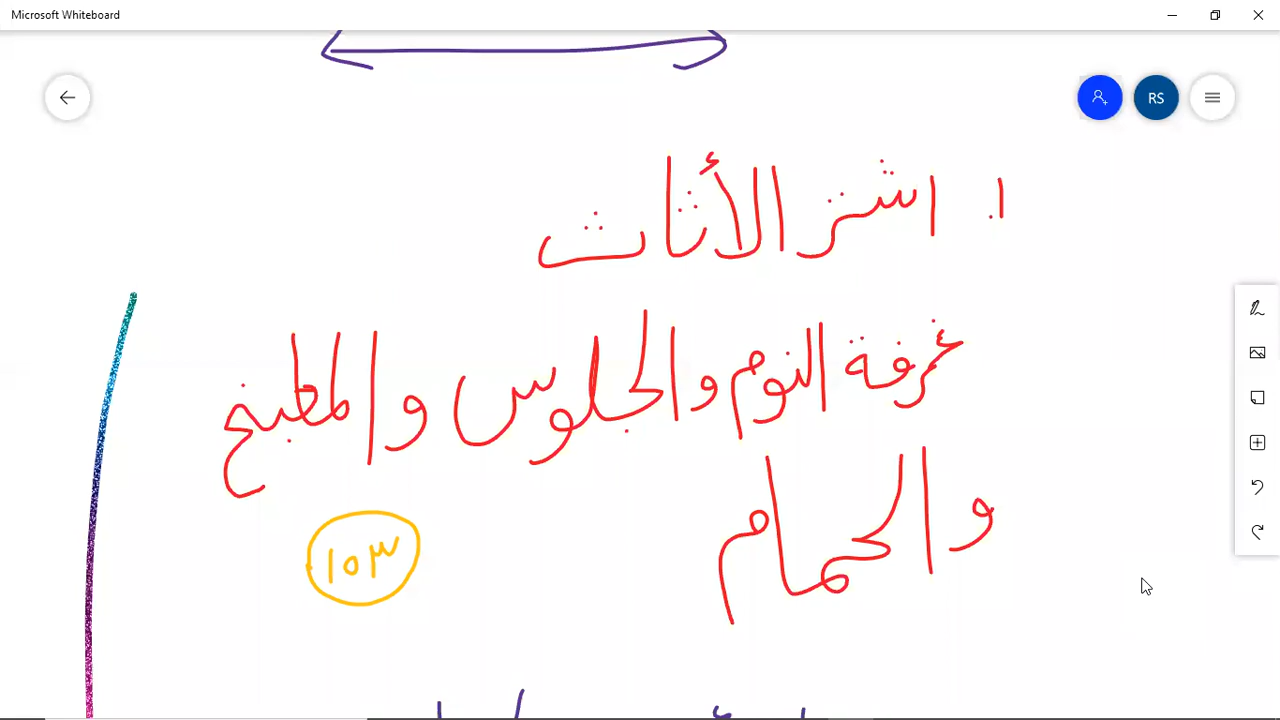 Microsoft Whiteboard
RS
١. اشتر الأثاث
غرفة النوم والجلوس والمطبخ
والحمام
١٥٣